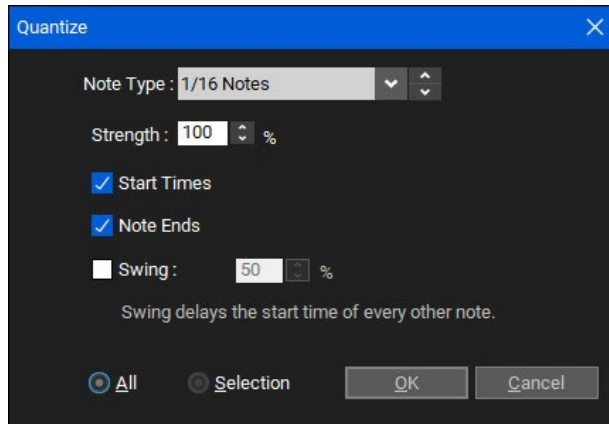 Quantize
Note Type : 1/16 Notes
Strength : 100 %
Start Times
Note Ends
Swing : 50 %
Swing delays the start time of every other note.
All Selection OK Cancel